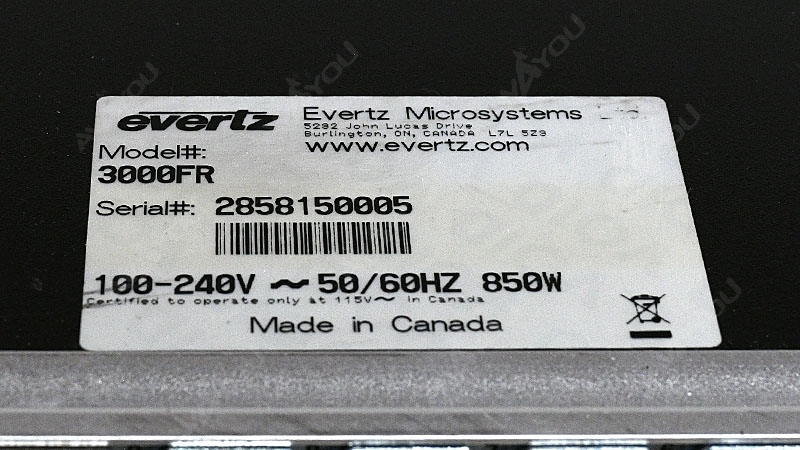 evertz
Evertz Microsystems Ltd.
5292 John Lucas Drive
Burlington, ON, CANADA L7L 5Z9
www.evertz.com
Model#:
3000FR
Serial#: 2858150005
100-240V ~ 50/60HZ 850W
Certified to operate only at 115V~ in Canada
Made in Canada